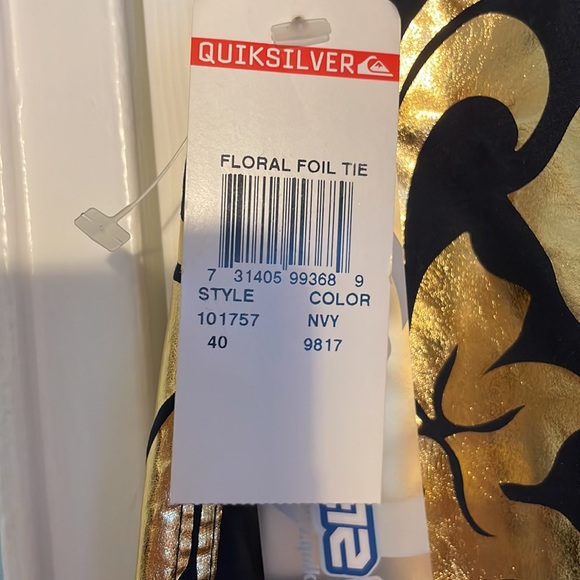 QUIKSILVER
FLORAL FOIL TIE
7 31405 99368 9
STYLE COLOR
101757 NVY
40 9817